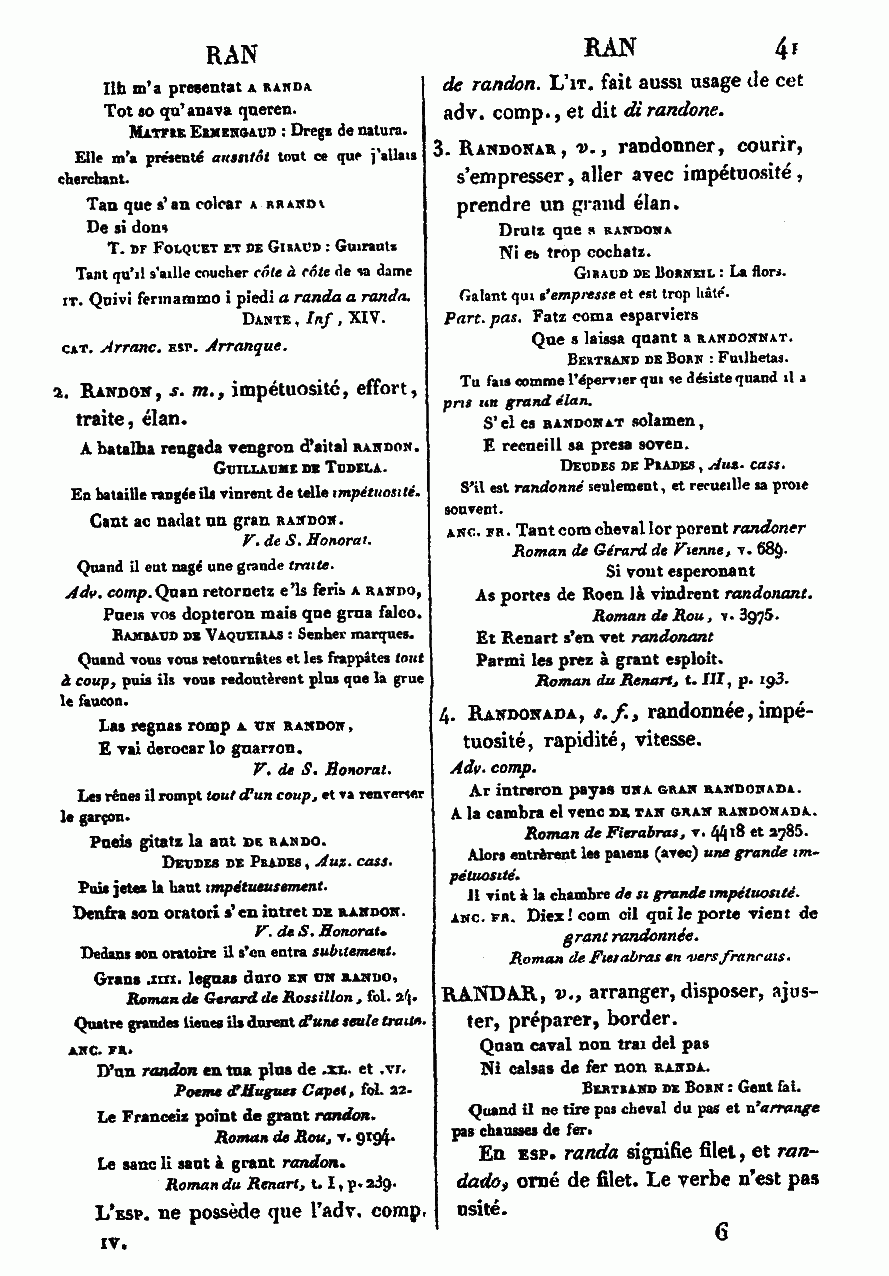 RAN
Ilh m'a presentat A RANDA
Tot so qu'anava queren.
MATFRE ERMENGAUD : Dregz de natura.
Elle m'a présenté aussitôt tout ce que j'allais
cherchant.
Tan que s'an colcar A RRANDA
De si dons
T. DE FOLQUET ET DE GIRAUD : Guirautz
Tant qu'il s'aille coucher côte à côte de sa dame
IT. Quivi fermammo i piedi a randa a randa.
DANTE, Inf, XIV.
CAT. Arranc. ESP. Arranque.
2. RANDON, s. m., impétuosité, effort,
traite, élan.
A batalha rengada vengron d'aital RANDON.
GUILLAUME DE TUDELA.
En bataille rangée ils vinrent de telle impétuosité.
Cant ac nadat un gran RANDON.
V. de S. Honorat.
Quand il eut nagé une grande traite.
Adv. comp. Quan retornetz e'ls feris A RANDO,
Pueis vos dopteron mais que grua falco.
RAMBAUD DE VAQUEIRAS : Senher marques.
Quand vous vous retournâtes et les frappâtes tout
à coup, puis ils vous redoutèrent plus que la grue
le faucon.
Las regnas romp A UN RANDON,
E vai derocar lo guarzon.
V. de S. Honorat.
Les rênes il rompt tout d'un coup, et va renverser
le garçon.
Pueis gitatz la aut DE RANDO.
DEUDES DE PRADES, Auz. cass.
Puis jetez la haut impétueusement.
Denfra son oratori s'en intret DE RANDON.
V. de S. Honorat.
Dedans son oratoire il s'en entra subitement.
Grans .XIIII. legnas duro EN UN RANDO,
Roman de Gerard de Rossillon, fol. 24.
Quatre grandes lieues ils durent d'une seule traite.
ANC. FR.
D'un randon en tua plus de .XL. et .VI.
Poeme d'Hugues Capet, fol. 22.
Le Franceiz point de grant randon.
Roman de Rou, v. 9194.
Le sanc li saut à grant randon.
Roman du Renart, t. I, p. 239.
L'ESP. ne possède que l'adv. comp.
IV.
RAN 41
de randon. L'IT. fait aussi usage de cet
adv. comp., et dit di randone.
3. RANDONAR, v., randonner, courir,
s'empresser, aller avec impétuosité,
prendre un grand élan.
Drutz que s RANDONA
Ni es trop cochatz.
GIRAUD DE BORNEIL : La flors.
Galant qui s'empresse et est trop hâté.
Part. pas. Fatz coma esparviers
Que s laissa quant a RANDONNAT.
BERTRAND DE BORN : Fuilhetas.
Tu fais comme l'épervier qui se désiste quand il a
pris un grand élan.
S'el es RANDONAT solamen,
E recueill sa presa soven.
DEUDES DE PRADES, Auz. cass.
S'il est randonné seulement, et recueille sa proie
souvent.
ANC. FR. Tant com cheval lor porent randoner
Roman de Gérard de Vienne, v. 689.
Si vont esperonant
As portes de Roen là vindrent randonant.
Roman de Rou, v. 3975.
Et Renart s'en vet randonant
Parmi les prez à grant esploit.
Roman du Renart, t. III, p. 193.
4. RANDONADA, s. f., randonnée, impé-
tuosité, rapidité, vitesse.
Adv. comp.
Ar intreron payas UNA GRAN RANDONADA.
A la cambra el venc DE TAN GRAN RANDONADA.
Roman de Fierabras, v. 4418 et 2785.
Alors entrèrent les paiens (avec) une grande im-
pétuosité.
Il vint à la chambre de si grande impétuosité.
ANC. FR. Diex! com cil qui le porte vient de
grant randonnée.
Roman de Fierabras en vers francais.
RANDAR, v., arranger, disposer, ajus-
ter, préparer, border.
Quan caval non trai del pas
Ni calsas de fer non RANDA.
BERTRAND DE BORN : Gent fai.
Quand il ne tire pas cheval du pas et n'arrange
pas chausses de fer.
En ESP. randa signifie filet, et ran-
dado, orné de filet. Le verbe n'est pas
usité.
6